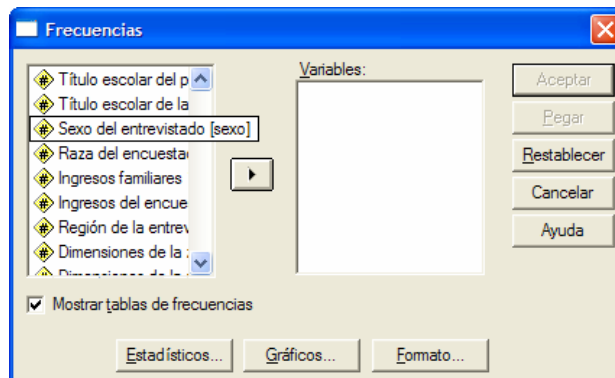 Frecuencias
Título escolar del p
Título escolar de la
Sexo del entrevistado [sexo]
Raza del encuesta
Ingresos familiares
Ingresos del encue
Región de la entrev
Dimensiones de la
Variables:
Aceptar
Pegar
Restablecer
Cancelar
Ayuda
Mostrar tablas de frecuencias
Estadísticos...
Gráficos...
Formato...